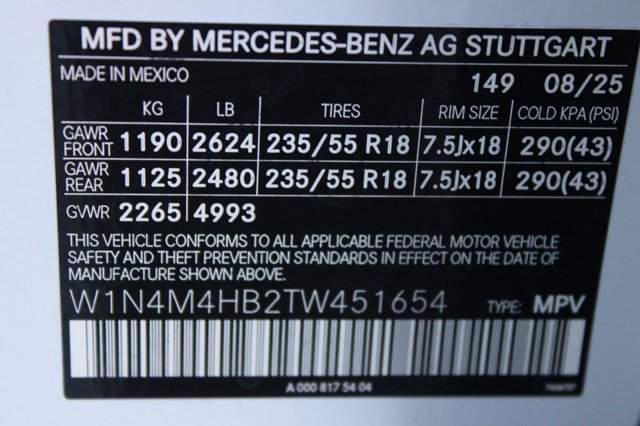 MFD BY MERCEDES-BENZ AG STUTTGART
MADE IN MEXICO 149 08/25
KG LB TIRES RIM SIZE COLD KPA (PSI)
GAWR FRONT 1190 2624 235/55 R18 7.5Jx18 290(43)
GAWR REAR 1125 2480 235/55 R18 7.5Jx18 290(43)
GVWR 2265 4993
THIS VEHICLE CONFORMS TO ALL APPLICABLE FEDERAL MOTOR VEHICLE
SAFETY AND THEFT PREVENTION STANDARDS IN EFFECT ON THE DATE OF
MANUFACTURE SHOWN ABOVE.
W1N4M4HB2TW451654 TYPE: MPV
A 000 817 54 04